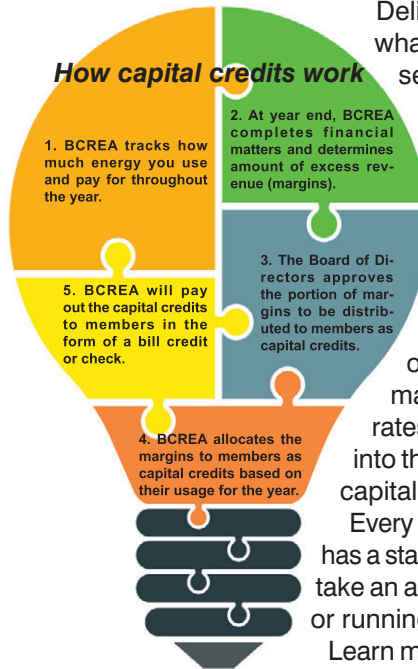 How capital credits work
1. BCREA tracks how
much energy you use
and pay for throughout
the year.
2. At year end, BCREA
completes financial
matters and determines
amount of excess rev-
enue (margins).
3. The Board of Di-
rectors approves
the portion of mar-
gins to be distrib-
uted to members as
capital credits.
4. BCREA allocates the
margins to members as
capital credits based on
their usage for the year.
5. BCREA will pay
out the capital credits
to members in the
form of a bill credit
or check.
Deli
wha
se
o
ma
rates
into th
capital
Every
has a sta
take an a
or running
Learn m